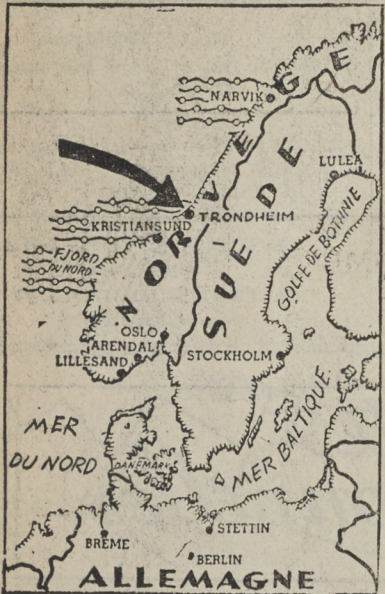 NORVEGE
NARVIK
SUEDE
LULEA
TRONDHEIM
KRISTIANSUND
FJORD
DU NORD
GOLFE DE BOTHNIE
OSLO
ARENDAL
LILLESAND
STOCKHOLM
MER
DU NORD
DANEMARK
MER BALTIQUE
STETTIN
BRÊME
BERLIN
ALLEMAGNE